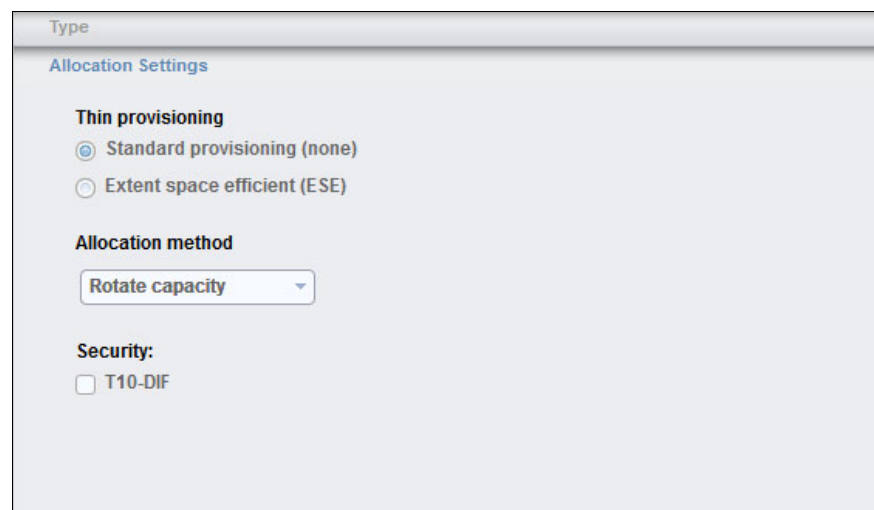 Type
Allocation Settings
Thin provisioning
Standard provisioning (none)
Extent space efficient (ESE)
Allocation method
Rotate capacity
Security:
T10-DIF